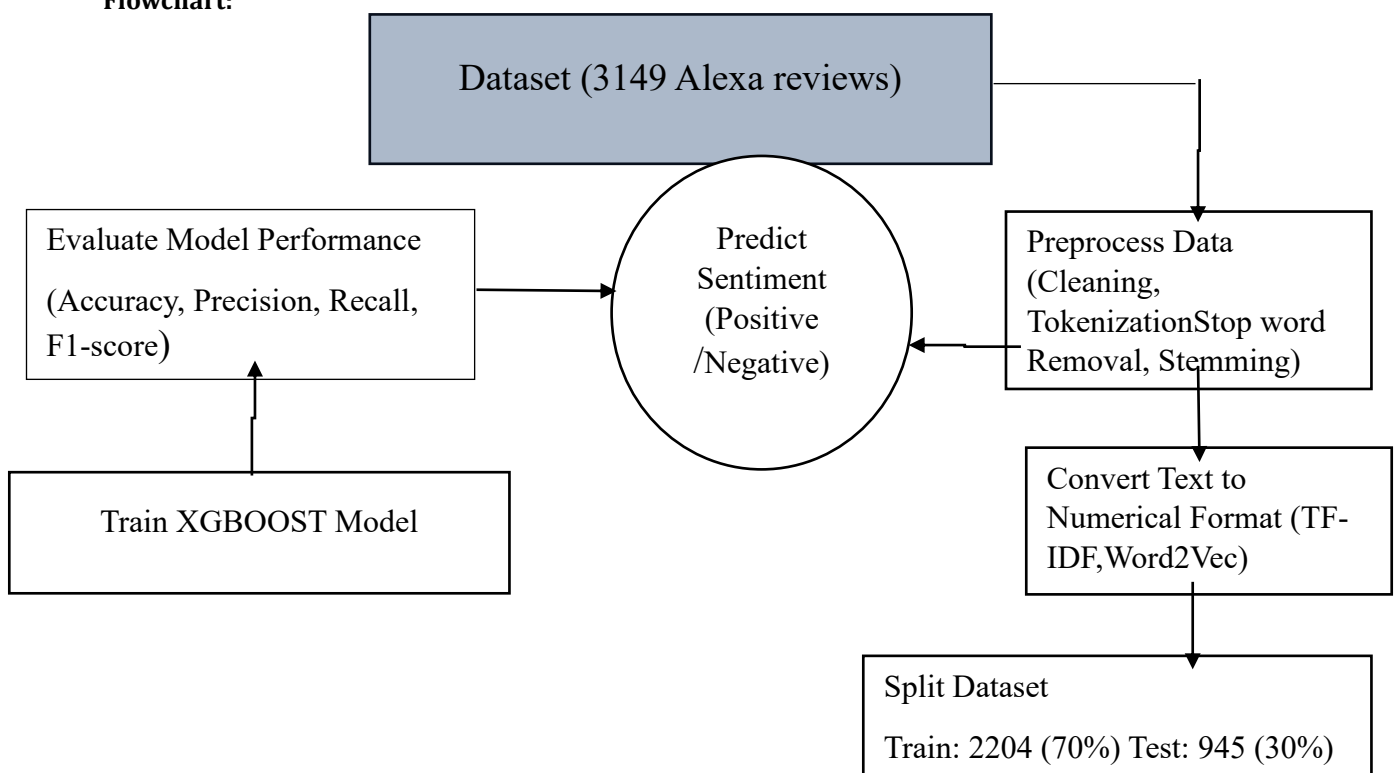 Flowchart:
Dataset (3149 Alexa reviews)
Evaluate Model Performance
(Accuracy, Precision, Recall,
F1-score)
Predict
Sentiment
(Positive
/Negative)
Preprocess Data
(Cleaning,
TokenizationStop word
Removal, Stemming)
Train XGBOOST Model
Convert Text to
Numerical Format (TF-
IDF,Word2Vec)
Split Dataset
Train: 2204 (70%) Test: 945 (30%)